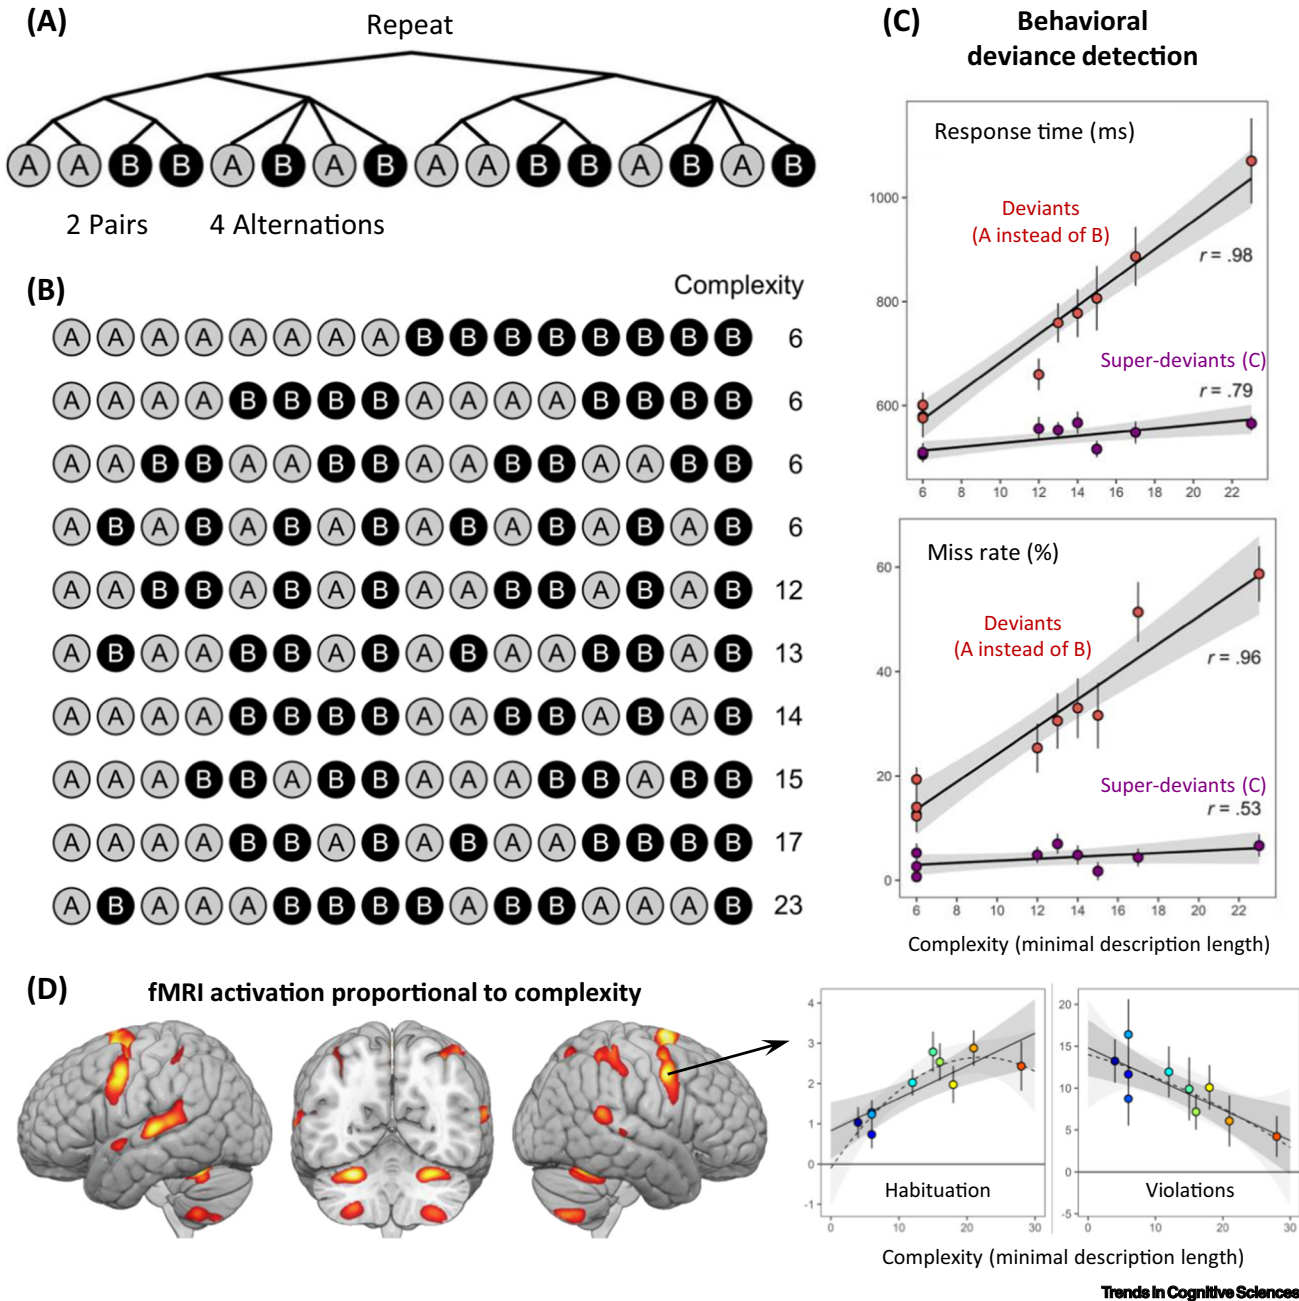 (A)
Repeat
A A B B A B A B A A B B A B A B
2 Pairs 4 Alternations
(B)
Complexity
A A A A A A A A B B B B B B B B 6
A A A A B B B B A A A A B B B B 6
A A B B A A B B A A B B A A B B 6
A B A B A B A B A B A B A B A B 6
A A B B A B A B A A B B A B A B 12
A B A A B B A B A B A A B B A B 13
A A A A B B B B A A B B A B A B 14
A A A B B A B B A A A B B A B B 15
A A A A B B A B A B A A B B B B 17
A B A A A B B B B A B B A A A B 23
(C)
Behavioral
deviance detection
Response time (ms)
1000
800
600
Deviants
(A instead of B)
r = .98
Super-deviants (C)
r = .79
6 8 10 12 14 16 18 20 22
Miss rate (%)
60
40
20
0
Deviants
(A instead of B)
r = .96
Super-deviants (C)
r = .53
6 8 10 12 14 16 18 20 22
Complexity (minimal description length)
(D)
fMRI activation proportional to complexity
4
3
2
1
0
-1
Habituation
0 10 20 30
20
15
10
5
0
-5
Violations
0 10 20 30
Complexity (minimal description length)
Trends in Cognitive Sciences